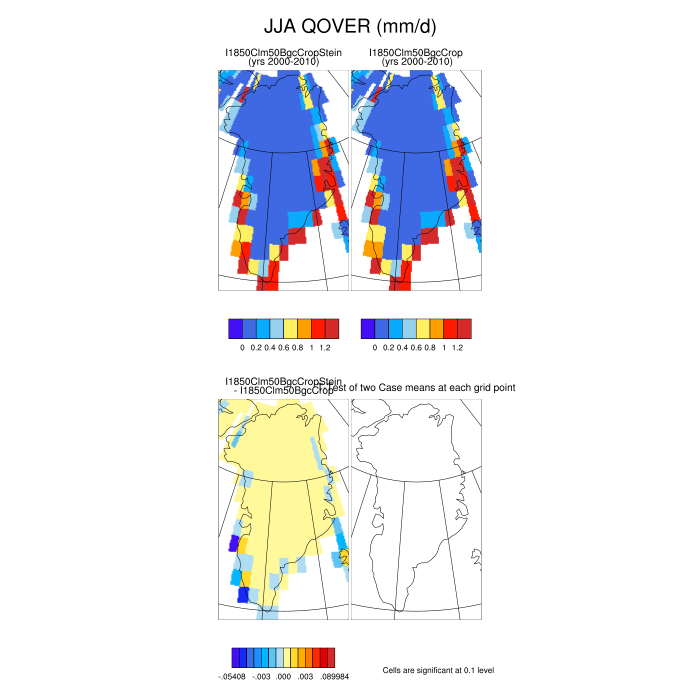 JJA QOVER (mm/d)
I1850Clm50BgcCropStein
(yrs 2000-2010)
I1850Clm50BgcCrop
(yrs 2000-2010)
0 0.2 0.4 0.6 0.8 1 1.2
0 0.2 0.4 0.6 0.8 1 1.2
I1850Clm50BgcCropStein
- I1850Clm50BgcCrop
Test of two Case means at each grid point
-.05408 -.003 .000 .003 .089984
Cells are significant at 0.1 level